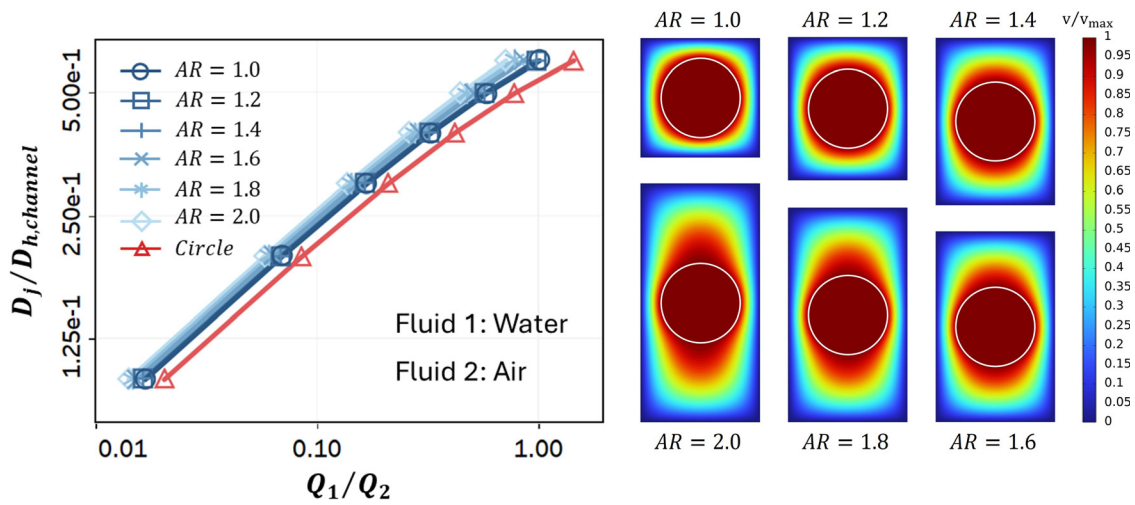 AR = 1.0
AR = 1.2
AR = 1.4
AR = 1.6
AR = 1.8
AR = 2.0
Circle
Fluid 1: Water
Fluid 2: Air
5.00e-1
2.50e-1
1.25e-1
D_j/D_h,channel
0.01 0.10 1.00
Q_1/Q_2
AR = 1.0 AR = 1.2 AR = 1.4
AR = 2.0 AR = 1.8 AR = 1.6
v/v_max
1
0.95
0.9
0.85
0.8
0.75
0.7
0.65
0.6
0.55
0.5
0.45
0.4
0.35
0.3
0.25
0.2
0.15
0.1
0.05
0